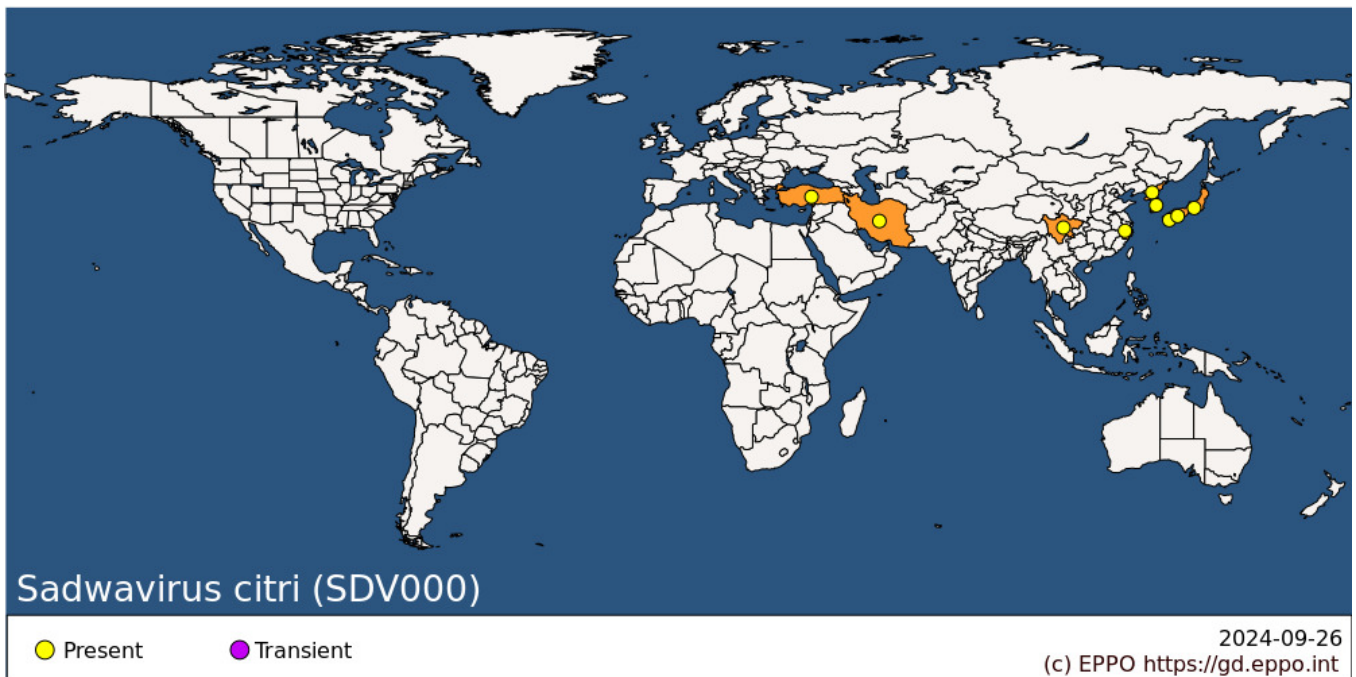 Sadwavirus citri (SDV000)
Present
Transient
2024-09-26
(c) EPPO https://gd.eppo.int